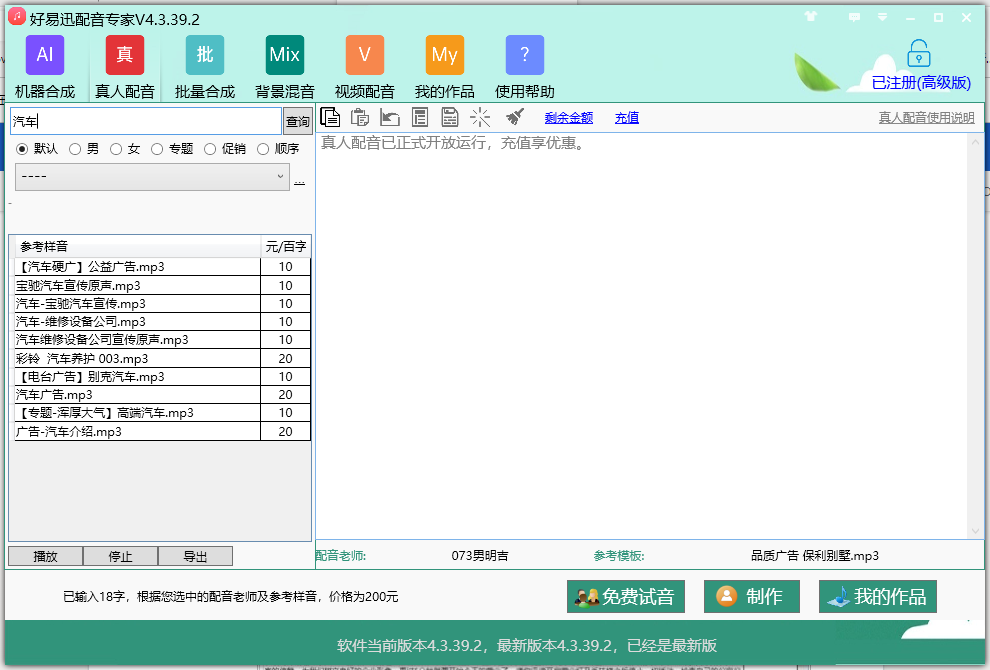 好易迅配音专家V4.3.39.2
AI 真 批 Mix V My ?
机器合成 真人配音 批量合成 背景混音 视频配音 我的作品 使用帮助
已注册(高级版)
汽车 查询
剩余金额 充值 真人配音使用说明
默认 男 女 专题 促销 顺序
----
...
真人配音已正式开放运行，充值享优惠。
参考样音 元/百字
【汽车硬广】公益广告.mp3 10
宝驰汽车宣传原声.mp3 10
汽车-宝驰汽车宣传.mp3 10
汽车-维修设备公司.mp3 10
汽车维修设备公司宣传原声.mp3 10
彩铃 汽车养护 003.mp3 20
【电台广告】别克汽车.mp3 10
汽车广告.mp3 20
【专题-浑厚大气】高端汽车.mp3 10
广告-汽车介绍.mp3 20
播放 停止 导出
配音老师: 073男明吉 参考模板: 品质广告 保利别墅.mp3
已输入18字，根据您选中的配音老师及参考样音，价格为200元
免费试音 制作 我的作品
软件当前版本4.3.39.2，最新版本4.3.39.2，已经是最新版